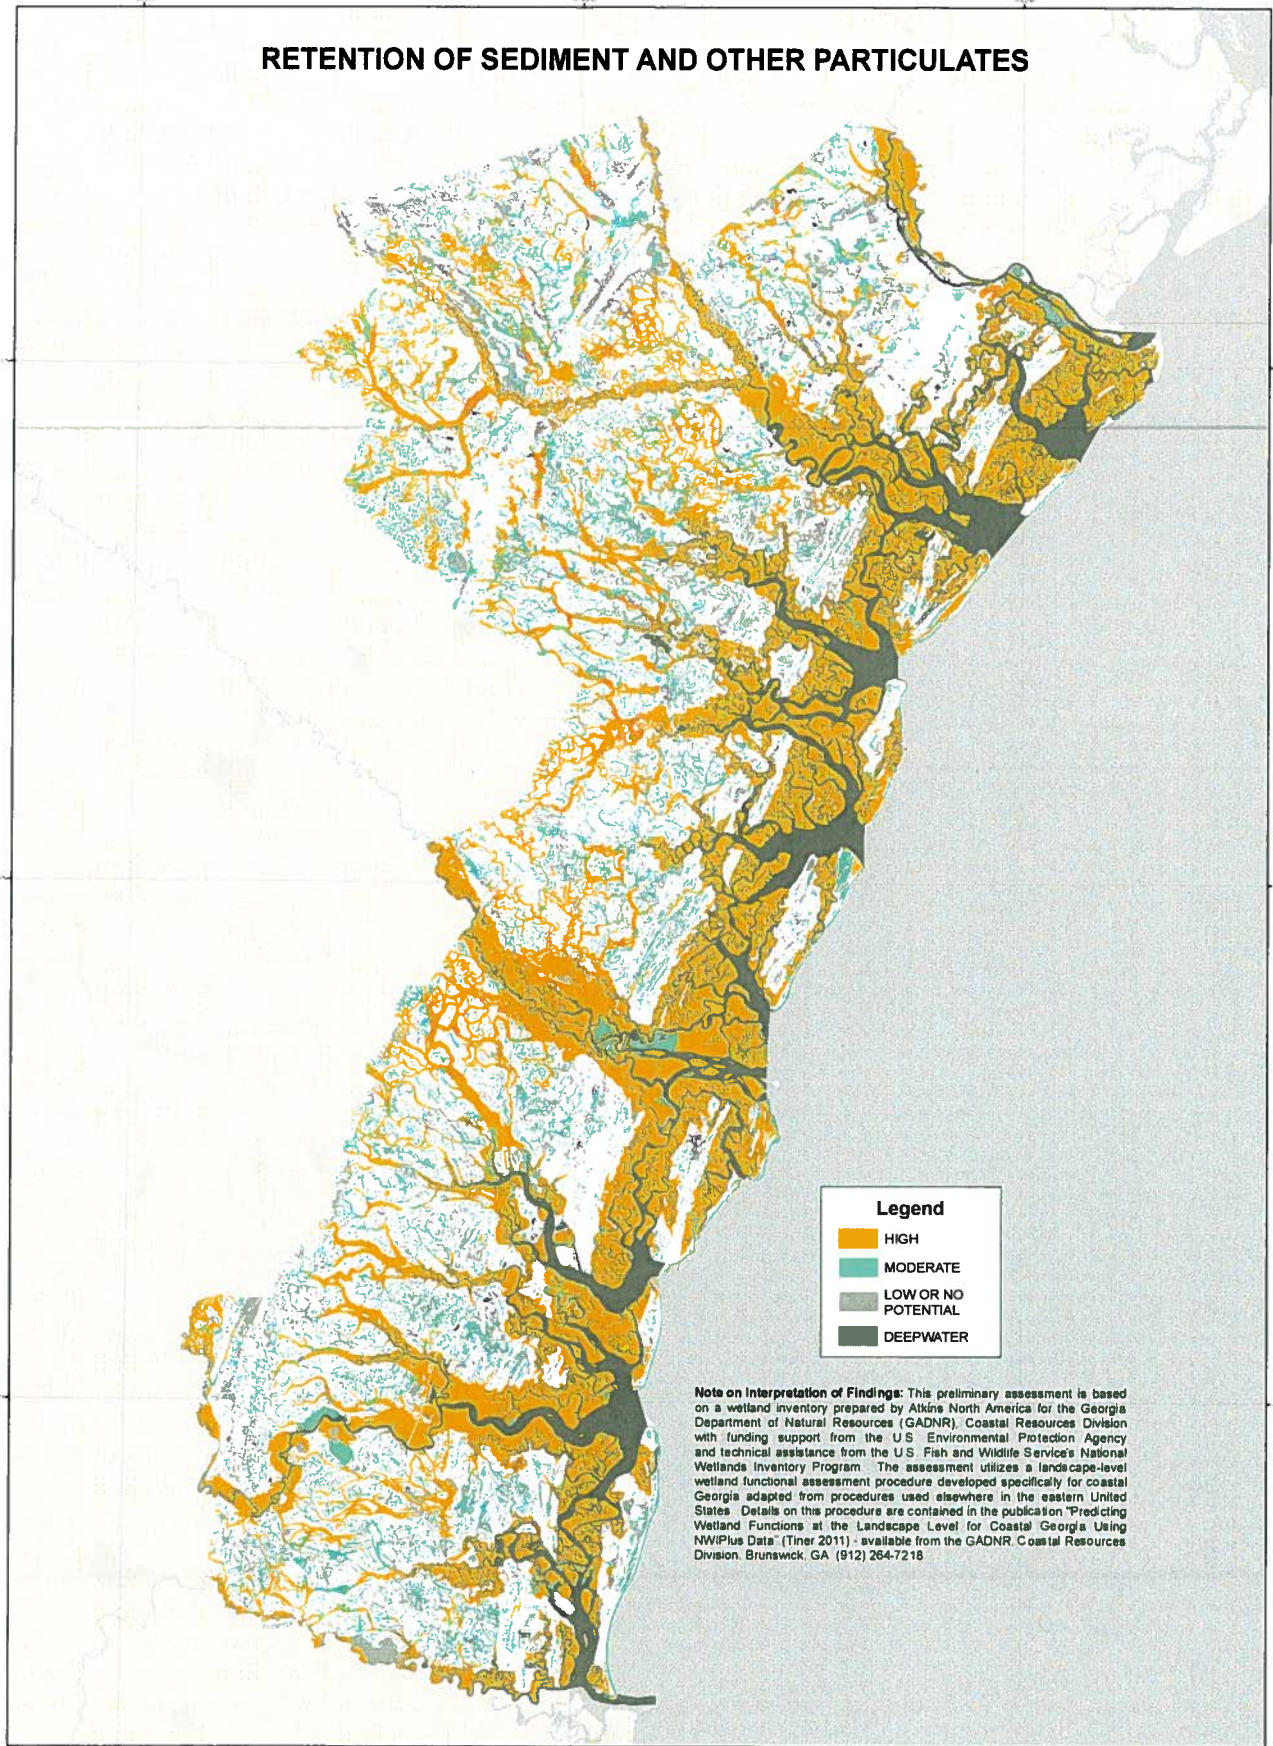 RETENTION OF SEDIMENT AND OTHER PARTICULATES
Legend
HIGH
MODERATE
LOW OR NO
POTENTIAL
DEEPWATER
Note on Interpretation of Findings: This preliminary assessment is based
on a wetland inventory prepared by Atkins North America for the Georgia
Department of Natural Resources (GADNR), Coastal Resources Division
with funding support from the U.S. Environmental Protection Agency
and technical assistance from the U.S. Fish and Wildlife Service's National
Wetlands Inventory Program. The assessment utilizes a landscape-level
wetland functional assessment procedure developed specifically for coastal
Georgia adapted from procedures used elsewhere in the eastern United
States. Details on this procedure are contained in the publication "Predicting
Wetland Functions at the Landscape Level for Coastal Georgia Using
NWIPlus Data" (Tiner 2011) - available from the GADNR, Coastal Resources
Division, Brunswick, GA (912) 264-7218